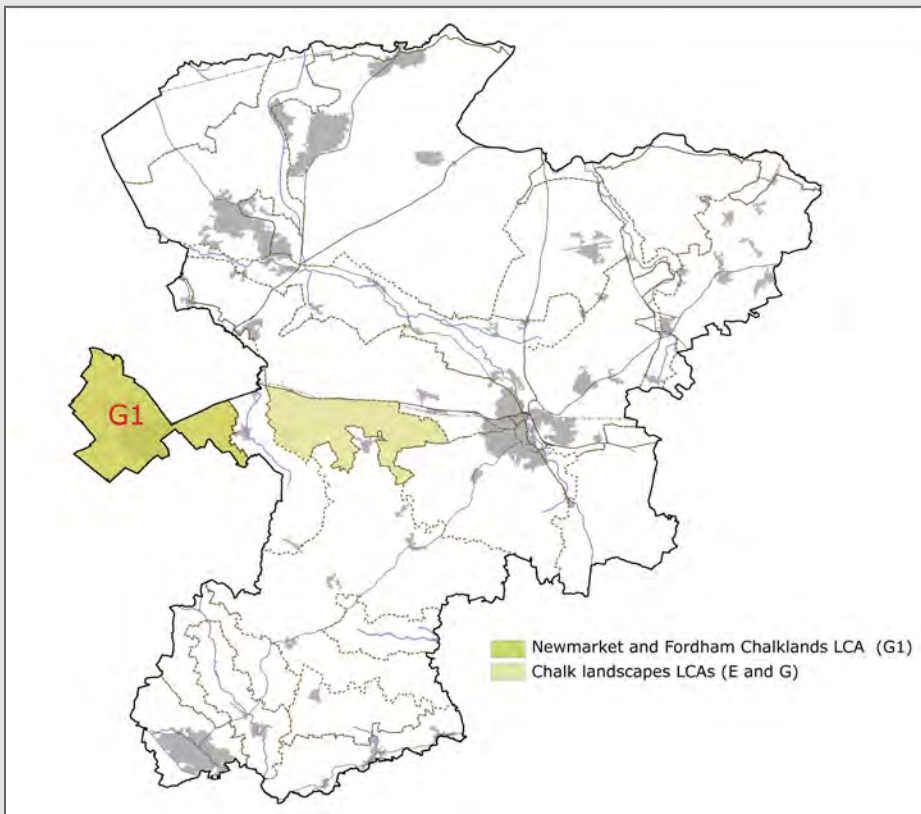 G1
Newmarket and Fordham Chalklands LCA (G1)
Chalk landscapes LCAs (E and G)